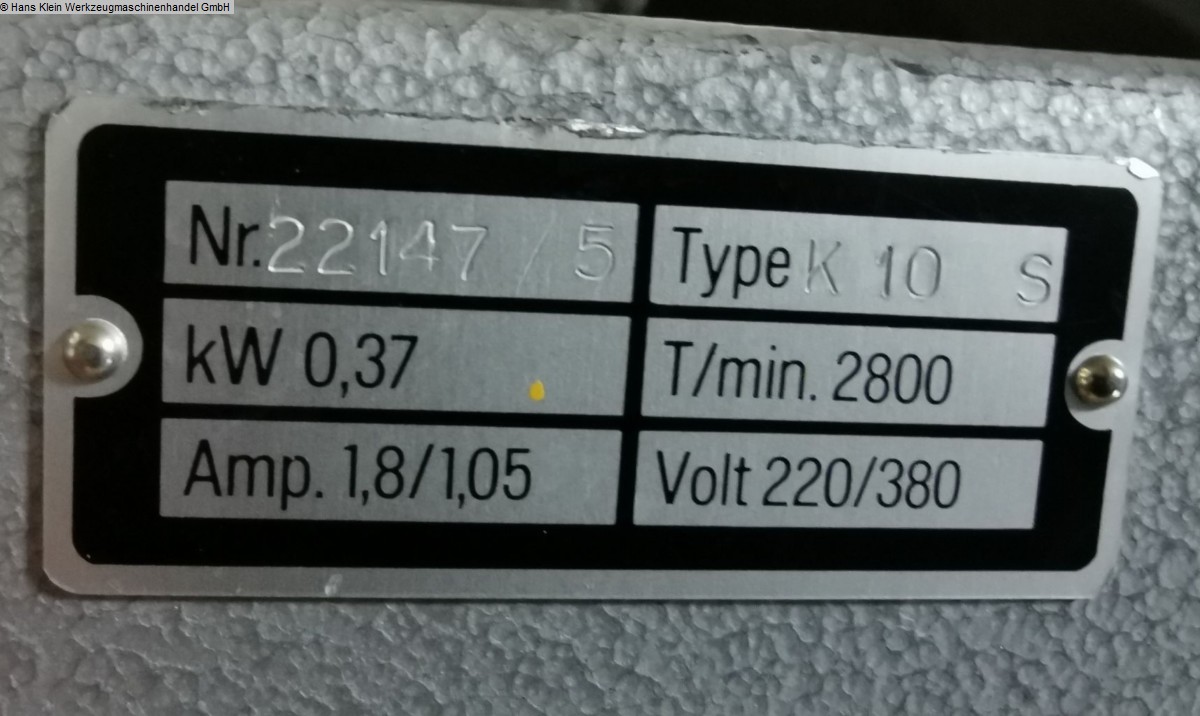 © Hans Klein Werkzeugmaschinenhandel GmbH
Nr. 22147 / 5 Type K 10 S
kW 0,37 T/min. 2800
Amp. 1,8/1,05 Volt 220/380